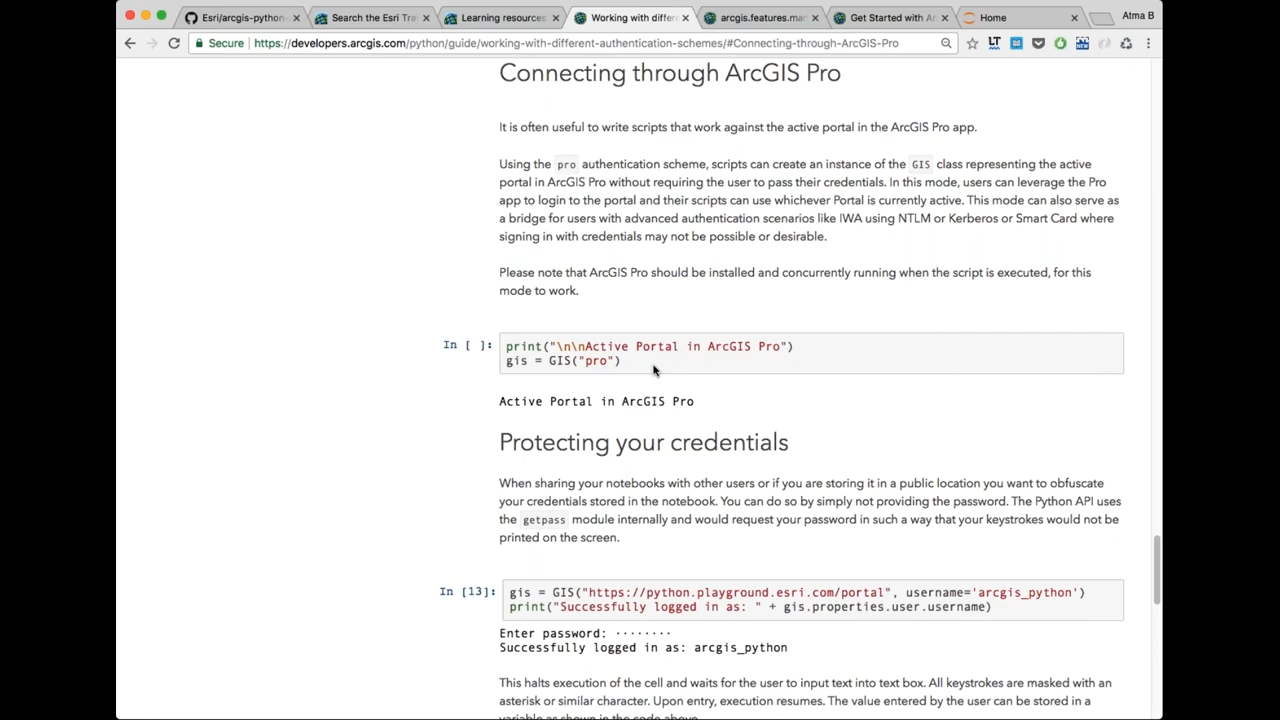 Esri/arcgis-python-
Search the Esri Tra
Learning resources
Working with differe
arcgis.features.mar
Get Started with Ar
Home
Atma B
Secure
https://developers.arcgis.com/python/guide/working-with-different-authentication-schemes/#Connecting-through-ArcGIS-Pro
LT
NEW
Connecting through ArcGIS Pro
It is often useful to write scripts that work against the active portal in the ArcGIS Pro app.
Using the pro authentication scheme, scripts can create an instance of the GIS class representing the active
portal in ArcGIS Pro without requiring the user to pass their credentials. In this mode, users can leverage the Pro
app to login to the portal and their scripts can use whichever Portal is currently active. This mode can also serve as
a bridge for users with advanced authentication scenarios like IWA using NTLM or Kerberos or Smart Card where
signing in with credentials may not be possible or desirable.
Please note that ArcGIS Pro should be installed and concurrently running when the script is executed, for this
mode to work.
In [ ]: print("\n\nActive Portal in ArcGIS Pro")
gis = GIS("pro")
Active Portal in ArcGIS Pro
Protecting your credentials
When sharing your notebooks with other users or if you are storing it in a public location you want to obfuscate
your credentials stored in the notebook. You can do so by simply not providing the password. The Python API uses
the getpass module internally and would request your password in such a way that your keystrokes would not be
printed on the screen.
In [13]: gis = GIS("https://python.playground.esri.com/portal", username='arcgis_python')
print("Successfully logged in as: " + gis.properties.user.username)
Enter password: ········
Successfully logged in as: arcgis_python
This halts execution of the cell and waits for the user to input text into text box. All keystrokes are masked with an
asterisk or similar character. Upon entry, execution resumes. The value entered by the user can be stored in a
variable as shown in the code above.